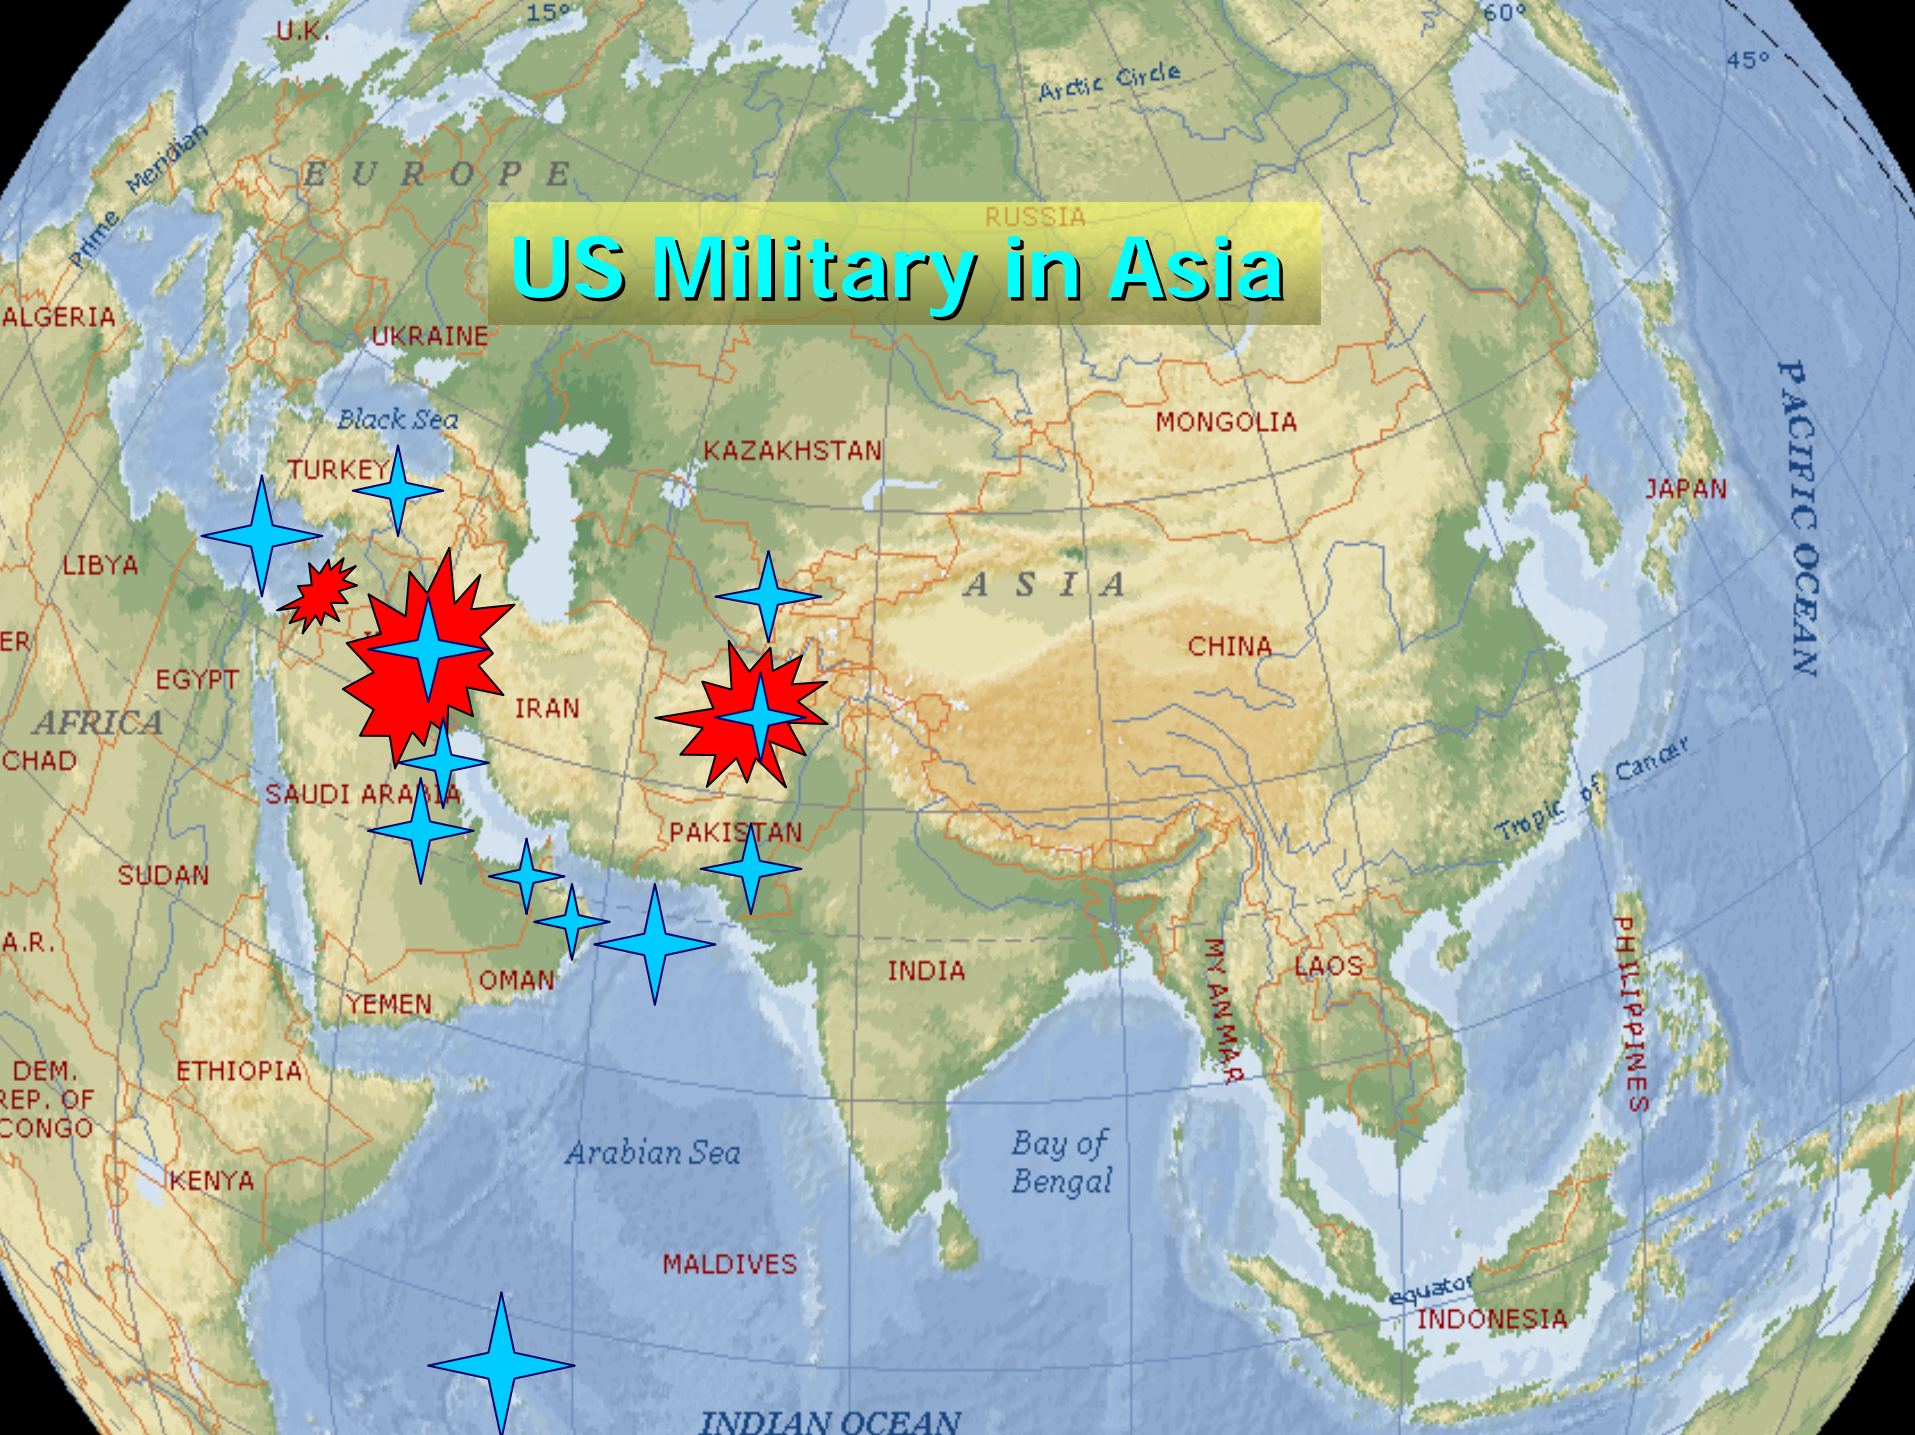 U.K.
15°
60°
45°
Arctic Circle
Prime Meridian
EUROPE
RUSSIA
US Military in Asia
ALGERIA
UKRAINE
Black Sea
KAZAKHSTAN
MONGOLIA
PACIFIC OCEAN
TURKEY
JAPAN
LIBYA
ASIA
ER
CHINA
EGYPT
IRAN
AFRICA
CHAD
SAUDI ARABIA
Tropic of Cancer
PAKISTAN
SUDAN
A.R.
INDIA
LAOS
MYANMAR
PHILIPPINES
OMAN
YEMEN
DEM.
REP. OF
CONGO
ETHIOPIA
Arabian Sea
Bay of
Bengal
KENYA
MALDIVES
equator
INDONESIA
INDIAN OCEAN